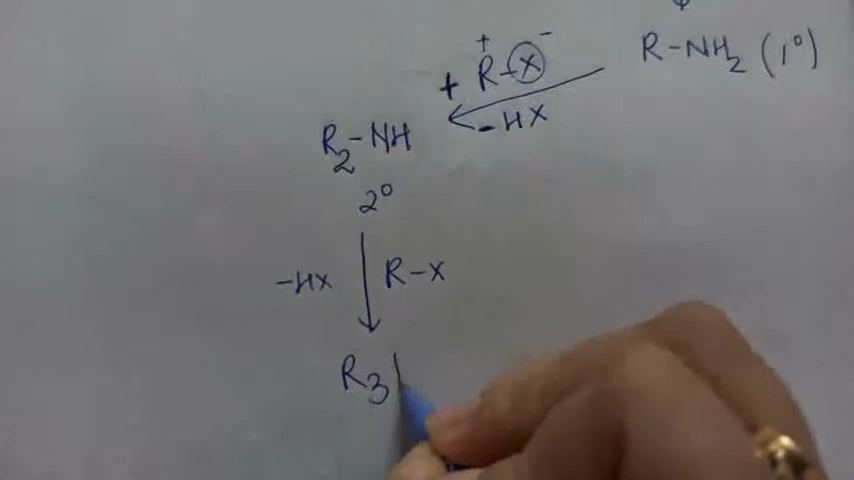 R-NH2 (1°)
+ R-X
+ -
-HX
R2-NH
2°
-HX R-X
R3